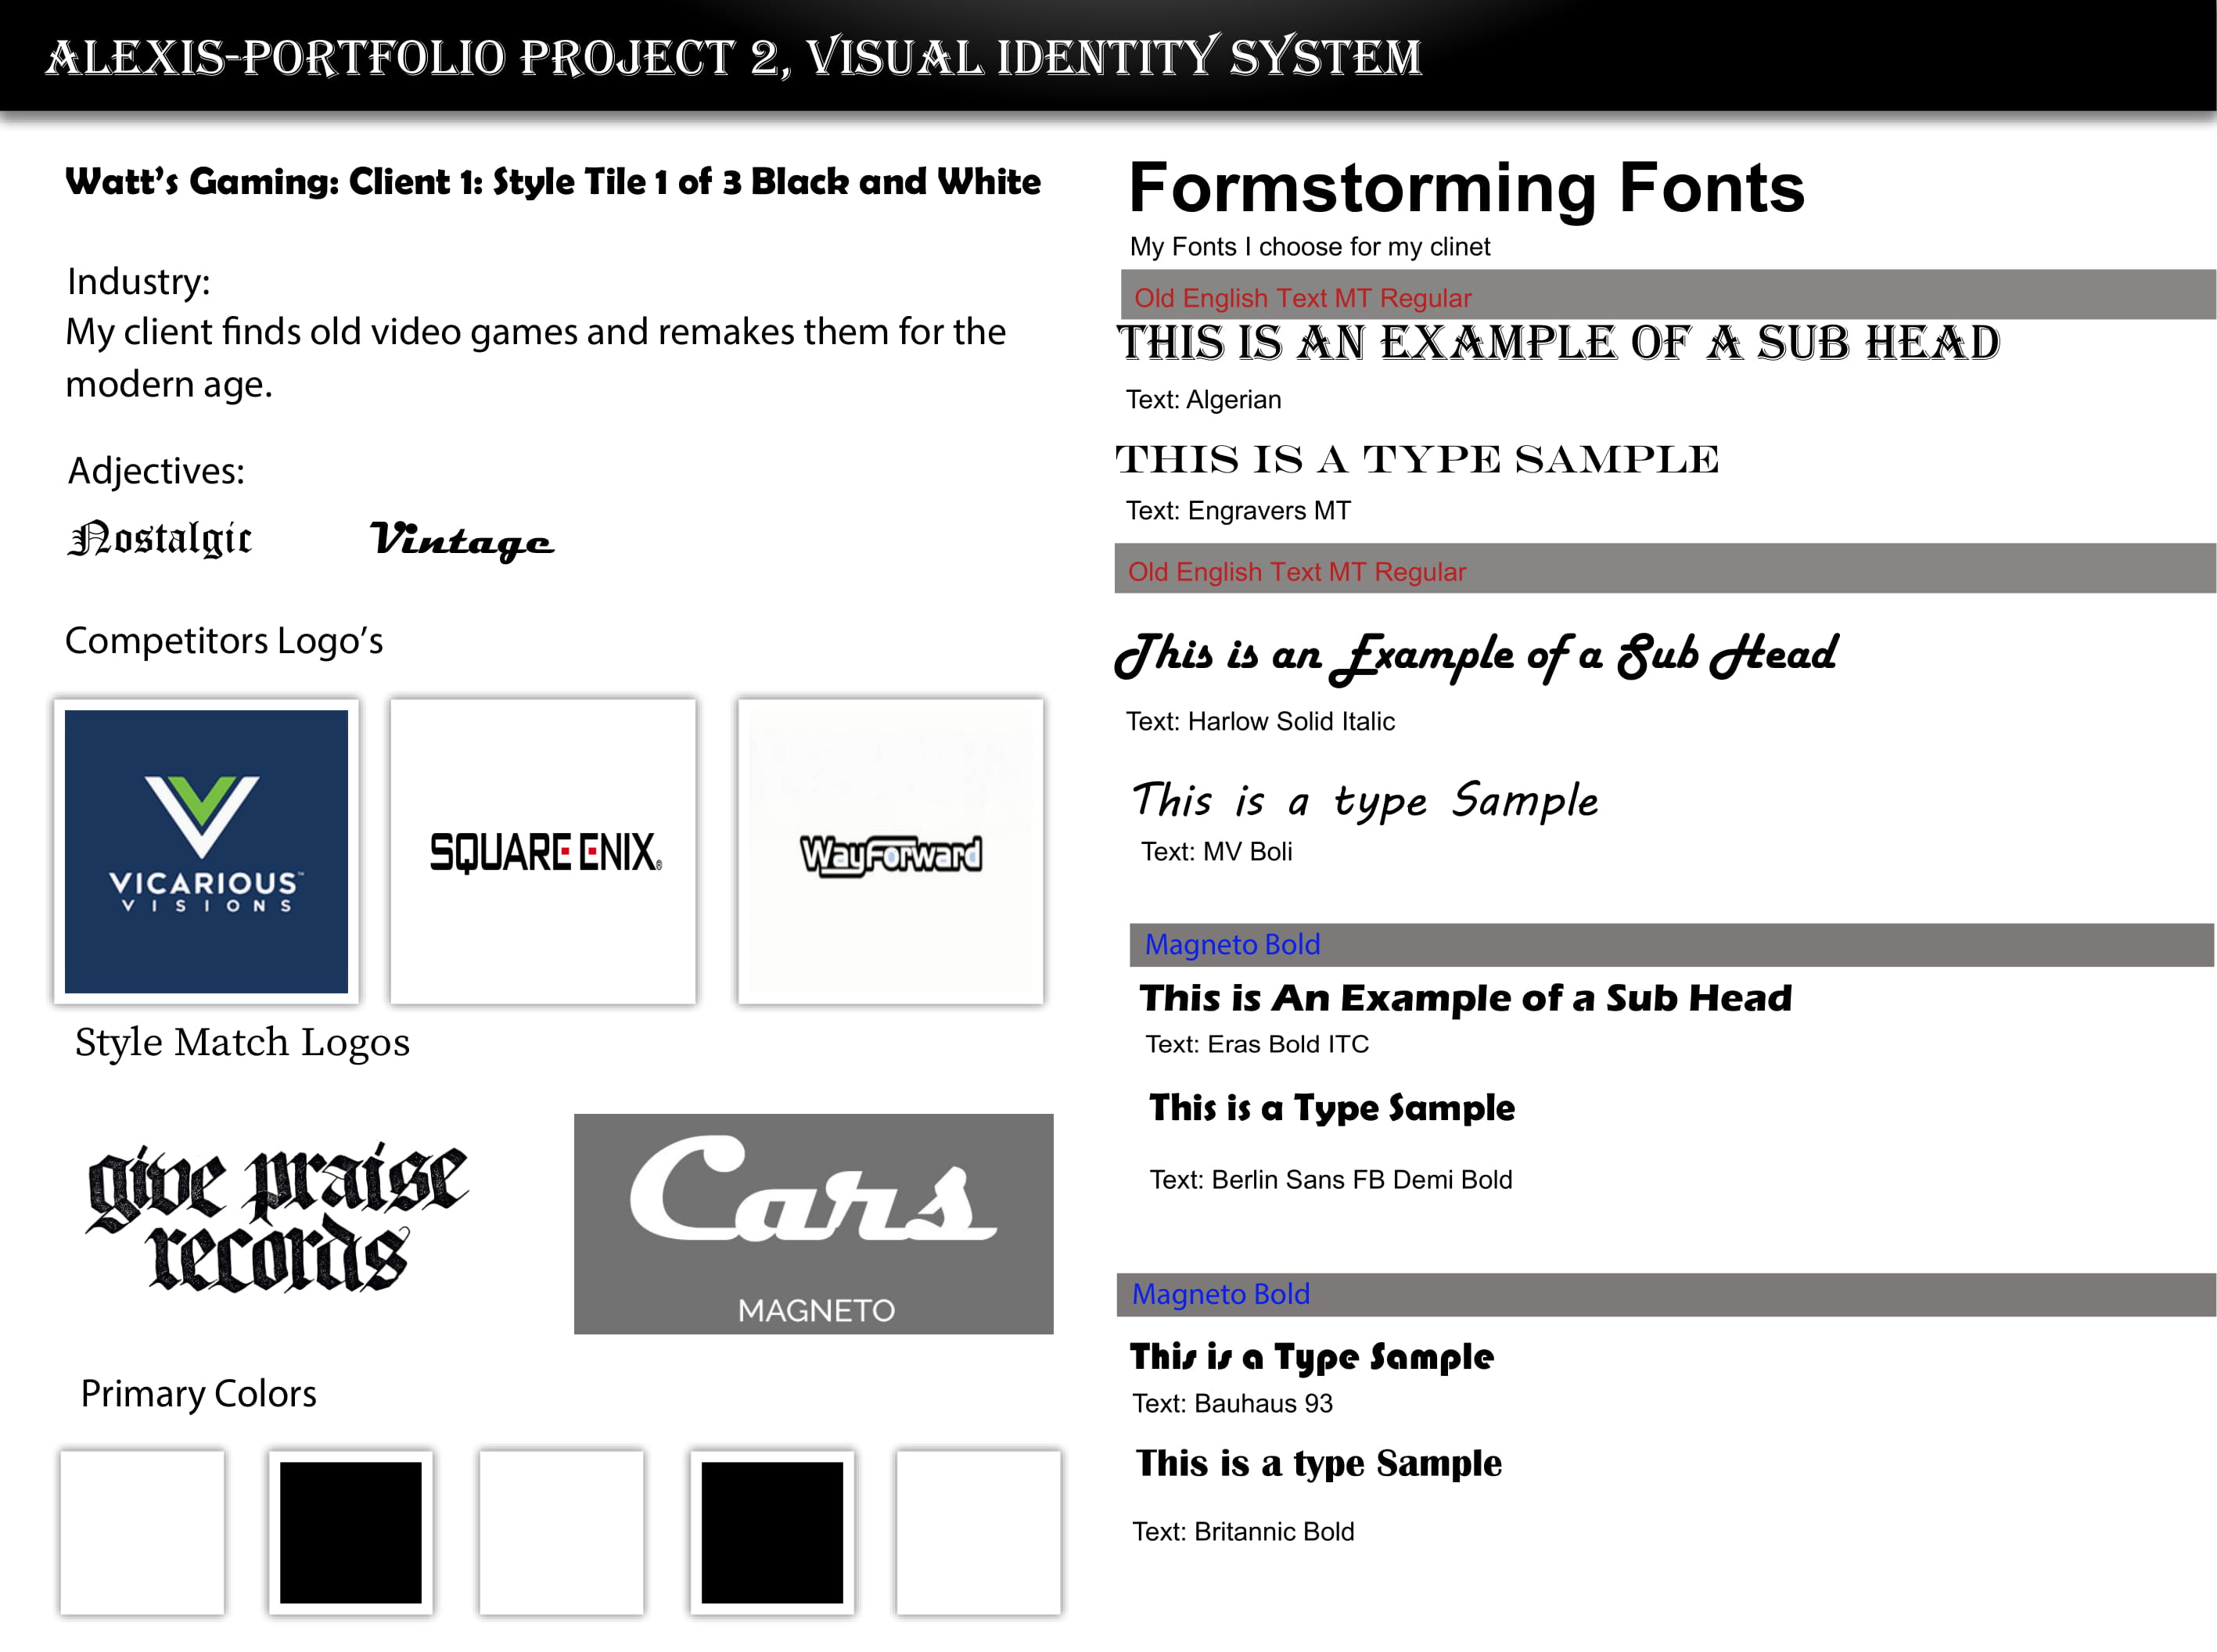 ALEXIS-PORTFOLIO PROJECT 2, VISUAL IDENTITY SYSTEM
Watt's Gaming: Client 1: Style Tile 1 of 3 Black and White
Industry:
My client finds old video games and remakes them for the
modern age.
Adjectives:
Nostalgic
Vintage
Competitors Logo's
VICARIOUS™
VISIONS
SQUARE ENIX®
WayForward
Style Match Logos
give praise
records
Cars
MAGNETO
Primary Colors
Formstorming Fonts
My Fonts I choose for my clinet
Old English Text MT Regular
THIS IS AN EXAMPLE OF A SUB HEAD
Text: Algerian
THIS IS A TYPE SAMPLE
Text: Engravers MT
Old English Text MT Regular
This is an Example of a Sub Head
Text: Harlow Solid Italic
This is a type Sample
Text: MV Boli
Magneto Bold
This is An Example of a Sub Head
Text: Eras Bold ITC
This is a Type Sample
Text: Berlin Sans FB Demi Bold
Magneto Bold
This is a Type Sample
Text: Bauhaus 93
This is a type Sample
Text: Britannic Bold